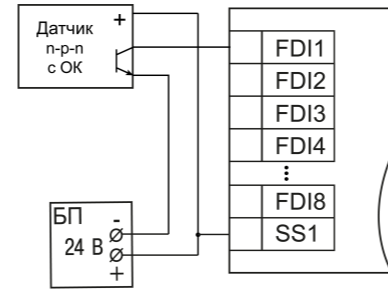 Датчик
n-p-n
с ОК
+
FDI1
FDI2
FDI3
FDI4
⋮
FDI8
SS1
БП
24 В
-
+